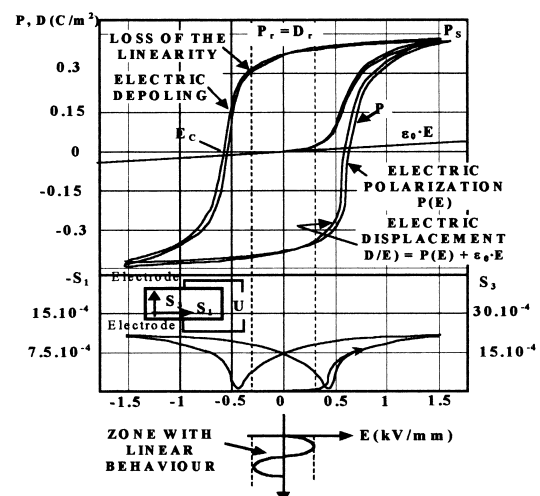 P, D(C/m²)
LOSS OF THE
LINEARITY
ELECTRIC
DEPOLING
Pr = Dr
PS
0.3
0.15
EC
P
ε0·E
0
-0.15
-0.3
ELECTRIC
POLARIZATION
P(E)
ELECTRIC
DISPLACEMENT
D/E) = P(E) + ε0·E
-S1
Electrode
S3
S1
U
Electrode
S3
15.10-4
30.10-4
7.5.10-4
15.10-4
-1.5
-1
-0.5
0
0.5
1
1.5
ZONE WITH
LINEAR
BEHAVIOUR
E(kV/mm)